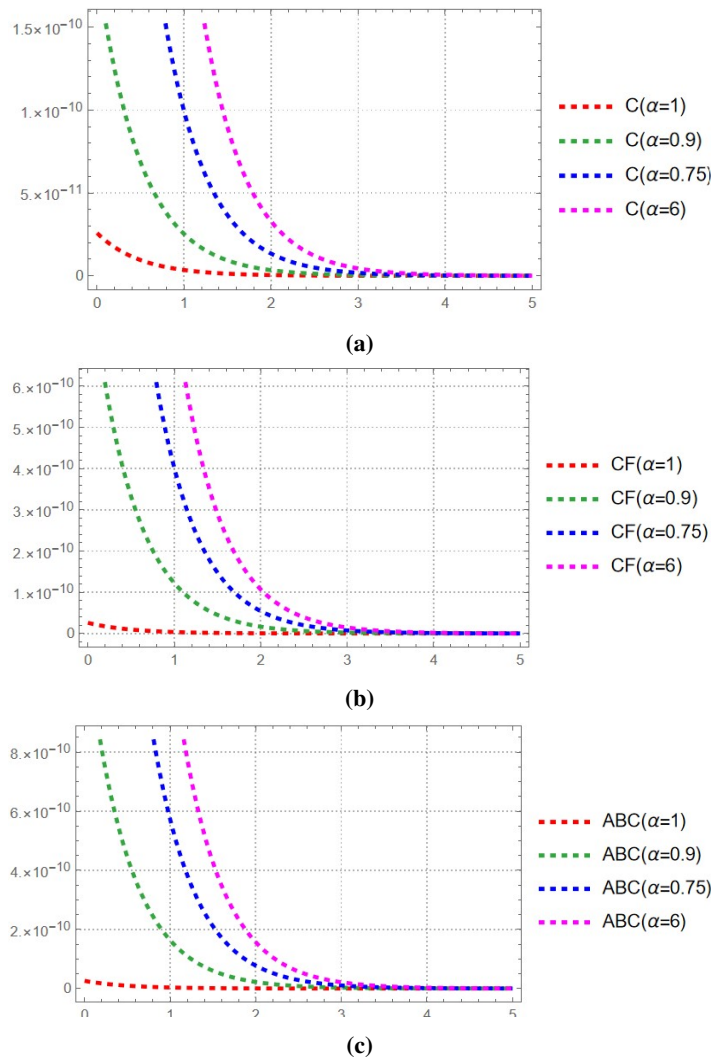 1.5×10⁻¹⁰
1.×10⁻¹⁰
5.×10⁻¹¹
0
0 1 2 3 4 5
C(α=1)
C(α=0.9)
C(α=0.75)
C(α=6)
(a)
6.×10⁻¹⁰
5.×10⁻¹⁰
4.×10⁻¹⁰
3.×10⁻¹⁰
2.×10⁻¹⁰
1.×10⁻¹⁰
0
0 1 2 3 4 5
CF(α=1)
CF(α=0.9)
CF(α=0.75)
CF(α=6)
(b)
8.×10⁻¹⁰
6.×10⁻¹⁰
4.×10⁻¹⁰
2.×10⁻¹⁰
0
0 1 2 3 4 5
ABC(α=1)
ABC(α=0.9)
ABC(α=0.75)
ABC(α=6)
(c)